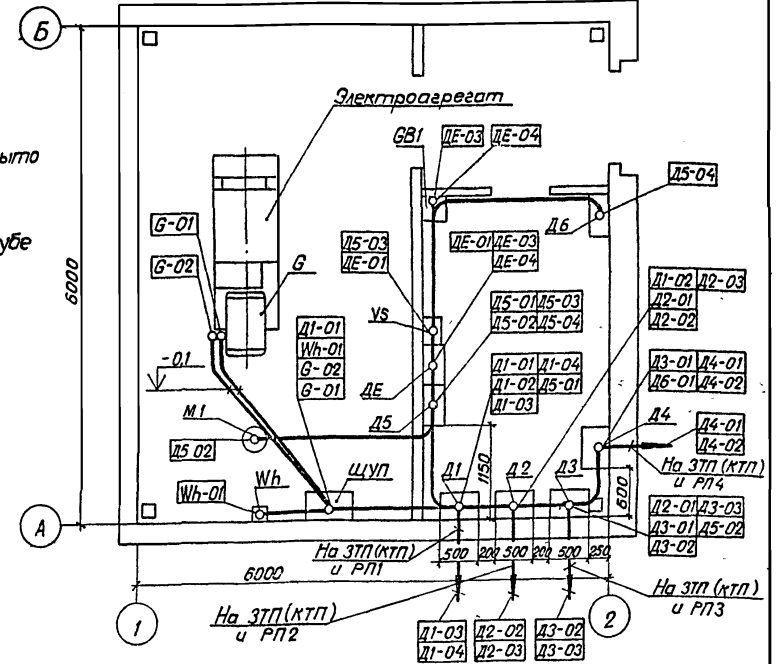 Б
Электроагрегат
ыто
GB1
ДЕ-03 ДЕ-04
Д5-04
G-01
убе
G-02
G
Д5-03
ДЕ-01
ДЕ-01 ДЕ-03
ДЕ-04
Д6
6000
Vs
Д5-01 Д5-03
Д5-02 Д5-04
Д1-02 Д2-03
Д2-01
Д2-02
Д1-01
Wh-01
G-02
G-01
-0,1
Д1-01 Д1-04
Д1-02 Д5-01
Д1-03
Д3-01 Д4-01
Д6-01 Д4-02
ДЕ
М1
Д5
Д4
Д4-01
Д4-02
Д5 02
На ЗТП (КТП)
и РП4
1150
600
Wh-01
Wh
ЩУП
Д1
Д2
Д3
А
Д2-01 Д3-03
Д3-01 Д5-02
Д3-02
На ЗТП (КТП)
и РП1
500 200 500 200 500 250
6000
1
На ЗТП (КТП)
и РП2
На ЗТП (КТП)
и РП3
2
Д1-03
Д1-04
Д2-02
Д2-03
Д3-02
Д3-03